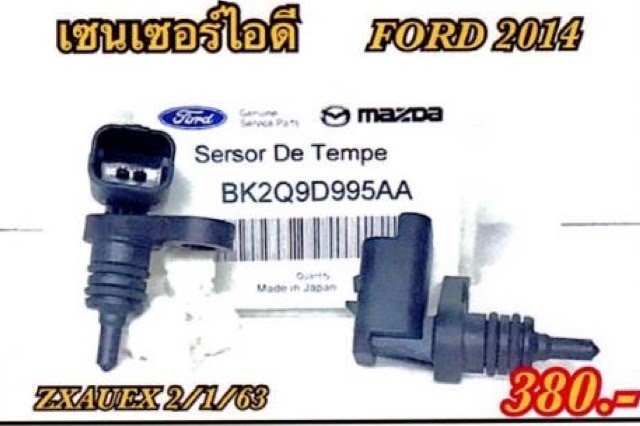 เซนเซอร์ไอดี FORD 2014
Ford Genuine Service Parts mazda
Sersor De Tempe
BK2Q9D995AA
Quantity
Made in Japan
ZXAUEX 2/1/63
380.-